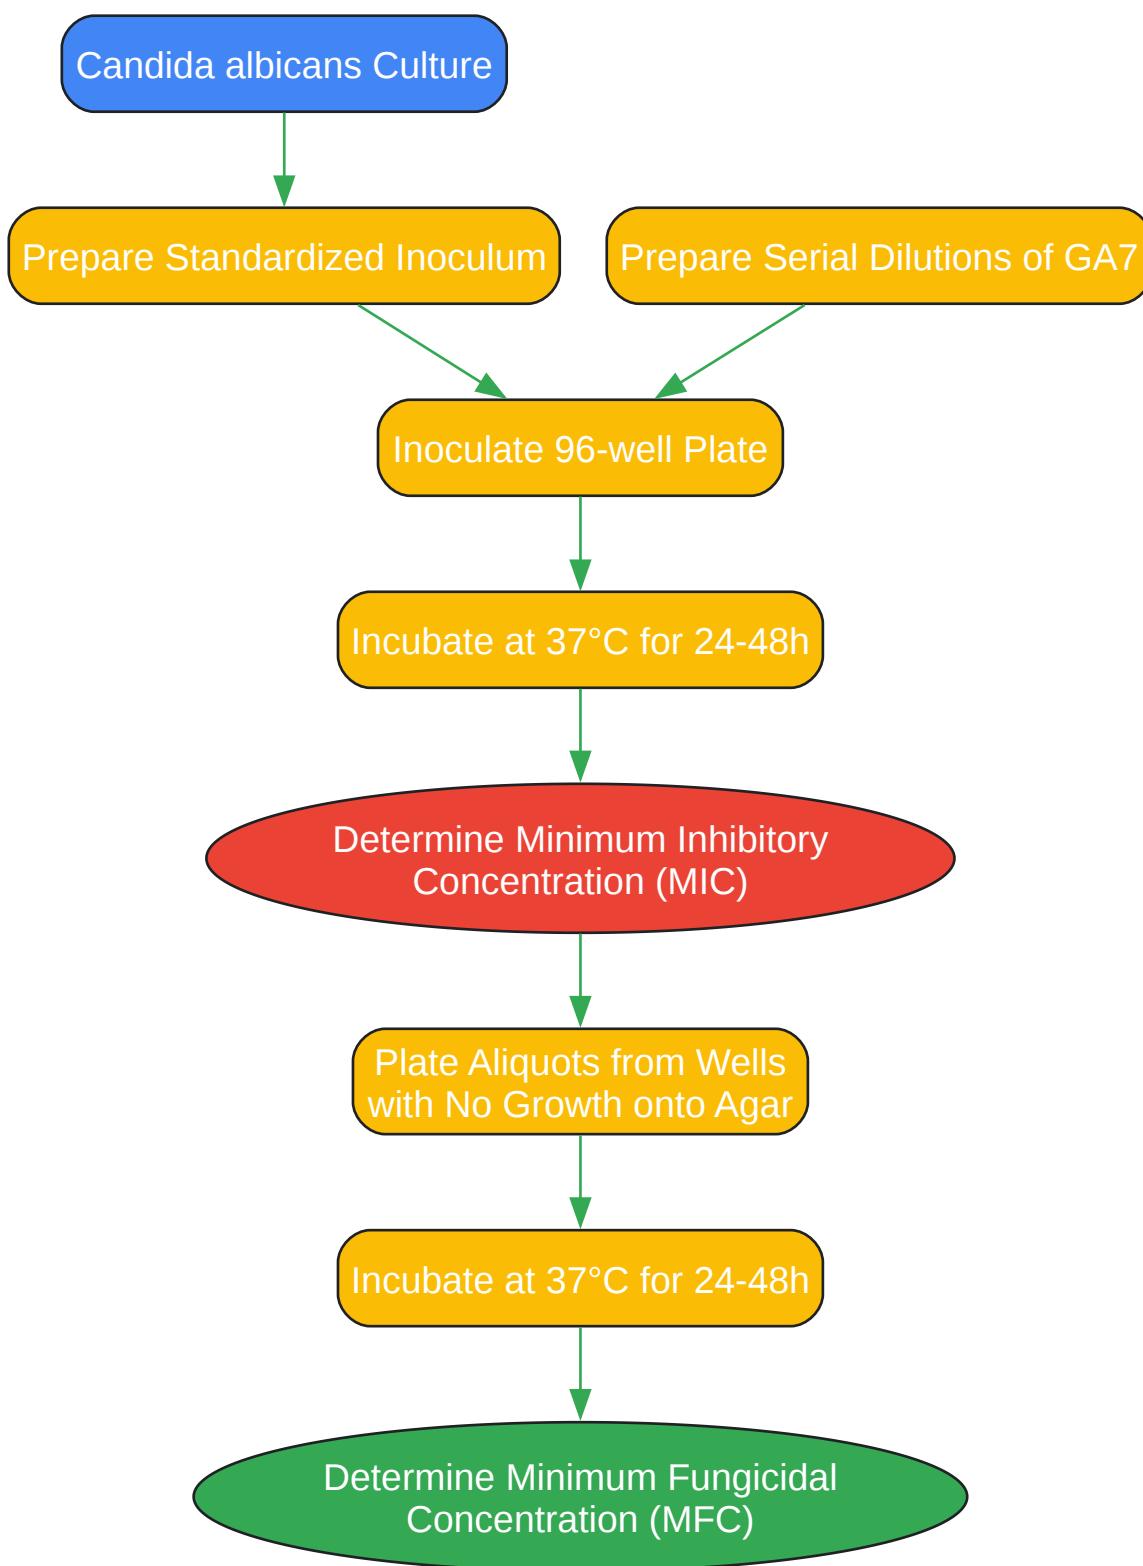 Candida albicans Culture
Prepare Standardized Inoculum
Prepare Serial Dilutions of GA7
Inoculate 96-well Plate
Incubate at 37°C for 24-48h
Determine Minimum Inhibitory
Concentration (MIC)
Plate Aliquots from Wells
with No Growth onto Agar
Incubate at 37°C for 24-48h
Determine Minimum Fungicidal
Concentration (MFC)